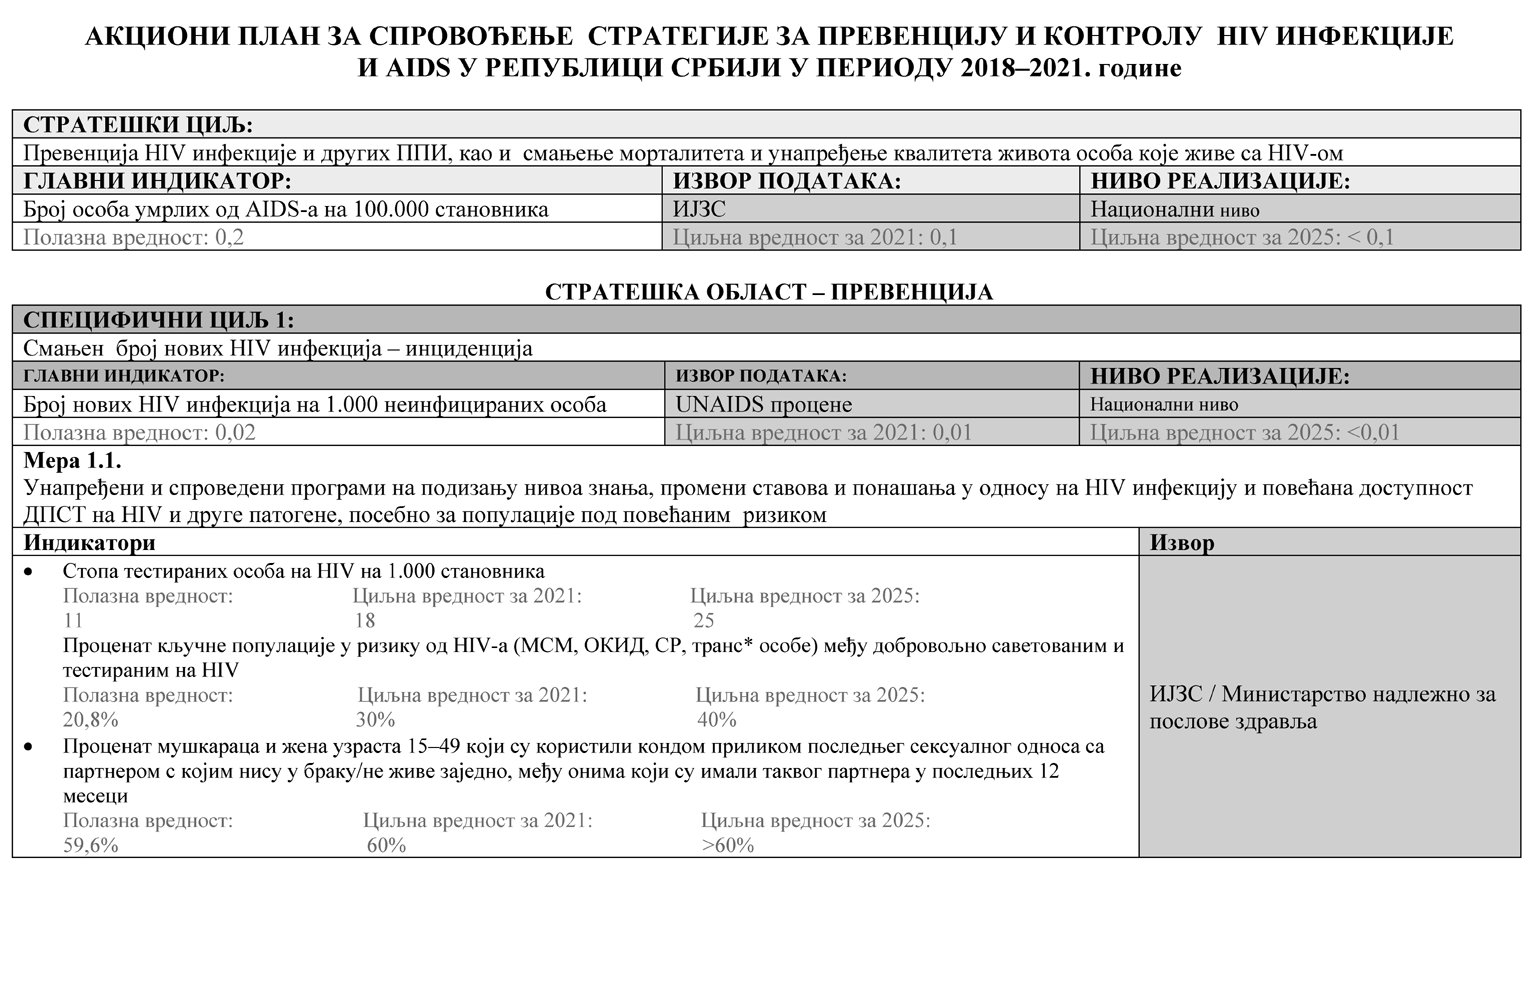 АКЦИОНИ ПЛАН ЗА СПРОВОЂЕЊЕ СТРАТЕГИЈЕ ЗА ПРЕВЕНЦИЈУ И КОНТРОЛУ HIV ИНФЕКЦИЈЕ
И AIDS У РЕПУБЛИЦИ СРБИЈИ У ПЕРИОДУ 2018–2021. године
СТРАТЕШКИ ЦИЉ:
Превенција HIV инфекције и других ППИ, као и смањење морталитета и унапређење квалитета живота особа које живе са HIV-ом
ГЛАВНИ ИНДИКАТОР: ИЗВОР ПОДАТАКА: НИВО РЕАЛИЗАЦИЈЕ:
Број особа умрлих од AIDS-а на 100.000 становника ИЈЗС Национални ниво
Полазна вредност: 0,2 Циљна вредност за 2021: 0,1 Циљна вредност за 2025: < 0,1
СТРАТЕШКА ОБЛАСТ – ПРЕВЕНЦИЈА
СПЕЦИФИЧНИ ЦИЉ 1:
Смањен број нових HIV инфекција – инциденција
ГЛАВНИ ИНДИКАТОР: ИЗВОР ПОДАТАКА: НИВО РЕАЛИЗАЦИЈЕ:
Број нових HIV инфекција на 1.000 неинфицираних особа UNAIDS процене Национални ниво
Полазна вредност: 0,02 Циљна вредност за 2021: 0,01 Циљна вредност за 2025: <0,01
Мера 1.1.
Унапређени и спроведени програми на подизању нивоа знања, промени ставова и понашања у односу на HIV инфекцију и повећана доступност
ДПСТ на HIV и друге патогене, посебно за популације под повећаним ризиком
Индикатори Извор
• Стопа тестираних особа на HIV на 1.000 становника
Полазна вредност: Циљна вредност за 2021: Циљна вредност за 2025:
11 18 25
Проценат кључне популације у ризику од HIV-а (МСМ, ОКИД, СР, транс* особе) међу добровољно саветованим и
тестираним на HIV
Полазна вредност: Циљна вредност за 2021: Циљна вредност за 2025:
20,8% 30% 40%
• Проценат мушкараца и жена узраста 15–49 који су користили кондом приликом последњег сексуалног односа са
партнером с којим нису у браку/не живе заједно, међу онима који су имали таквог партнера у последњих 12
месеци
Полазна вредност: Циљна вредност за 2021: Циљна вредност за 2025:
59,6% 60% >60%
ИЈЗС / Министарство надлежно за
послове здравља